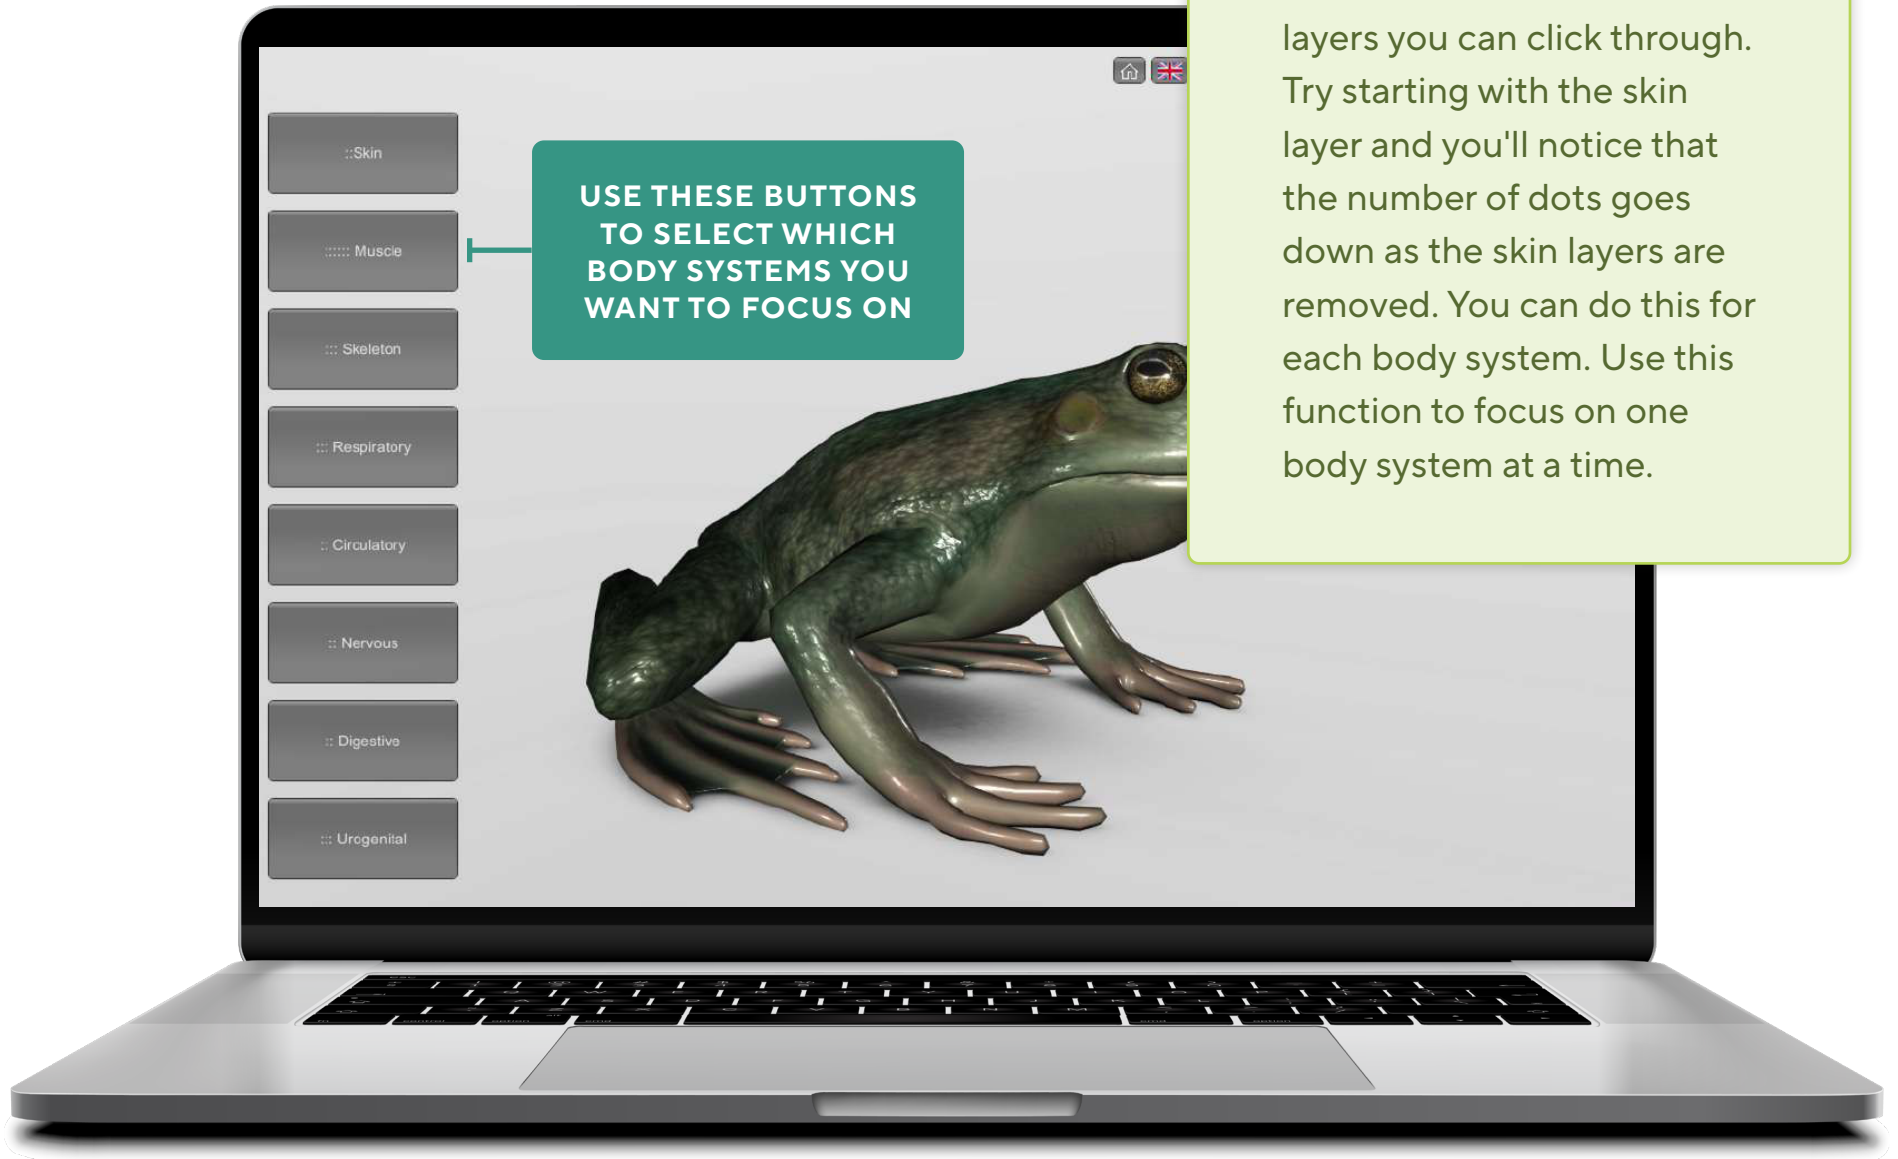 layers you can click through.
Try starting with the skin
layer and you'll notice that
the number of dots goes
down as the skin layers are
removed. You can do this for
each body system. Use this
function to focus on one
body system at a time.
USE THESE BUTTONS
TO SELECT WHICH
BODY SYSTEMS YOU
WANT TO FOCUS ON
::Skin
:::::: Muscle
::: Skeleton
::: Respiratory
:: Circulatory
:: Nervous
:: Digestive
::: Urogenital